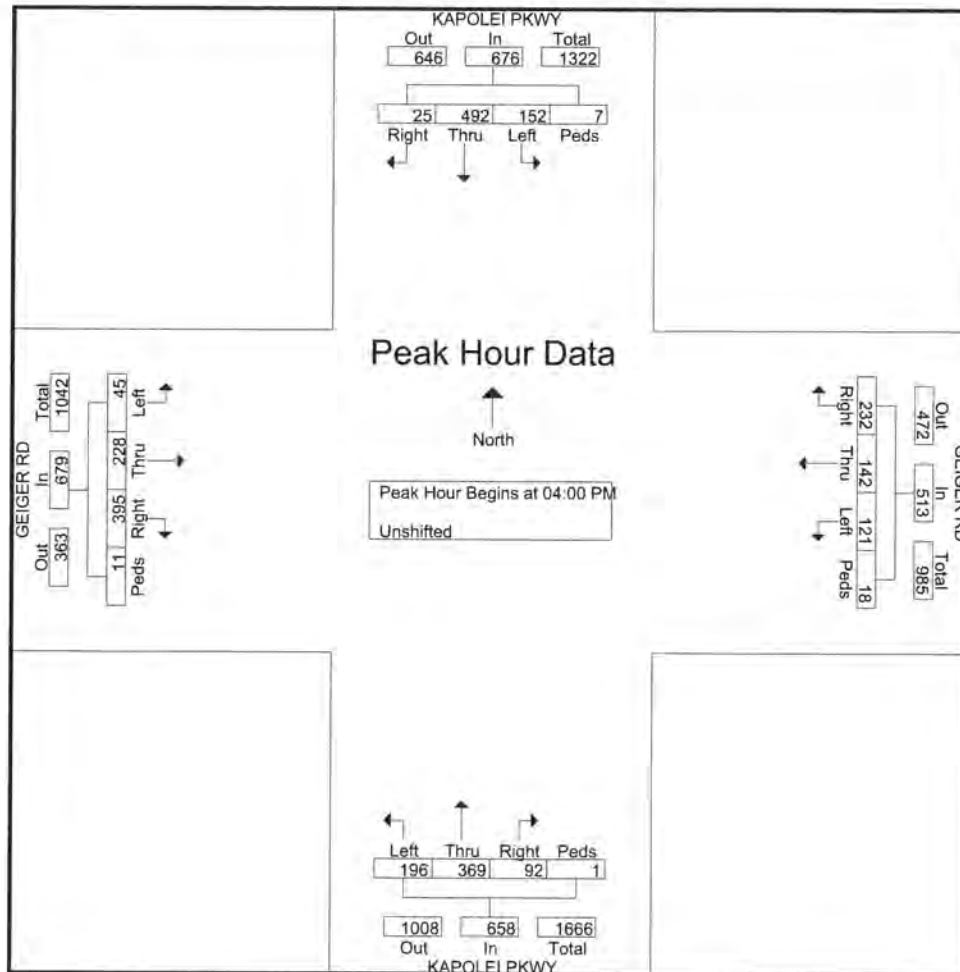 KAPOLEI PKWY
Out In Total
646 676 1322
25 492 152 7
Right Thru Left Peds
Peak Hour Data
North
Peak Hour Begins at 04:00 PM
Unshifted
GEIGER RD
Out In Total
363 679 1042
45 228 395 11
Left Thru Right Peds
GEIGER RD
Out In Total
472 513 985
232 142 121 18
Right Thru Left Peds
Left Thru Right Peds
196 369 92 1
1008 658 1666
Out In Total
KAPOLEI PKWY